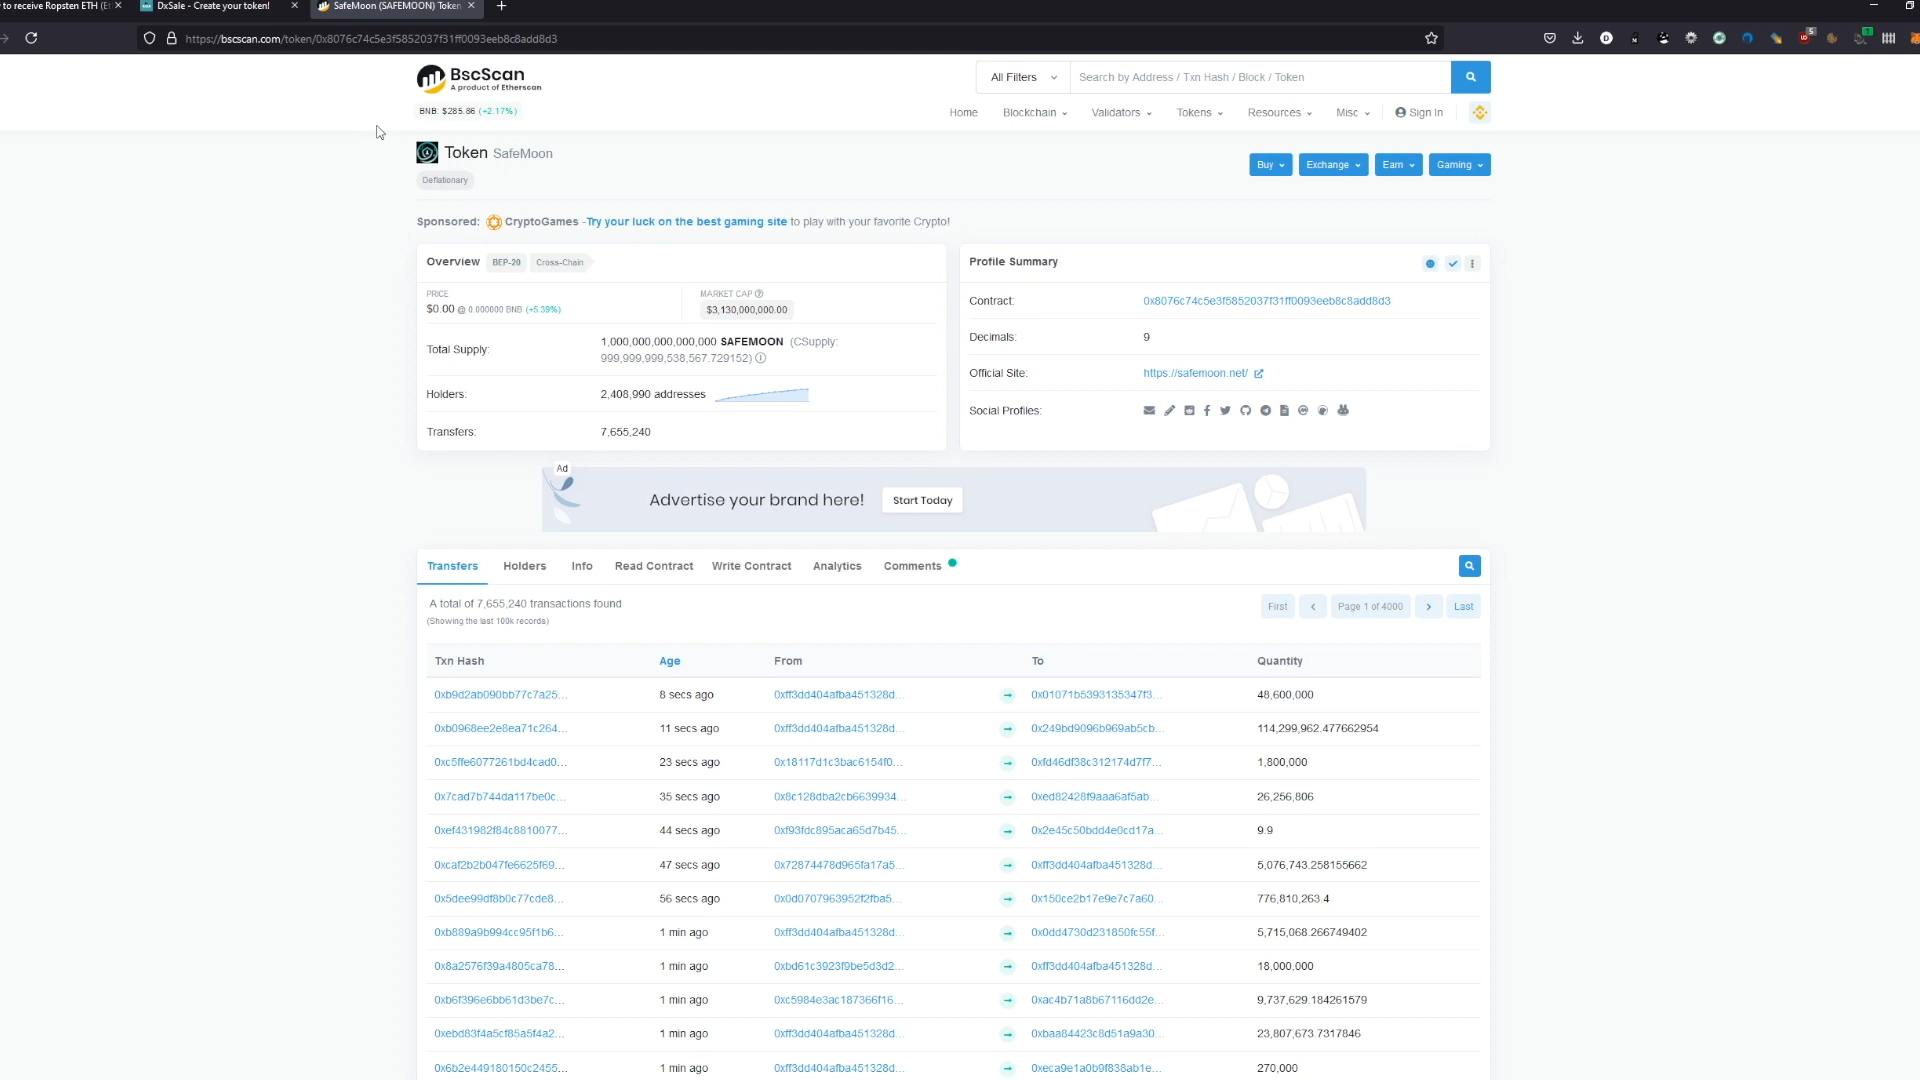 to receive Ropsten ETH (Et
DxSale - Create your token!
SafeMoon (SAFEMOON) Token
https://bscscan.com/token/0x8076c74c5e3f5852037f31ff0093eeb8c8add8d3
BscScan
A product of Etherscan
All Filters
Search by Address / Txn Hash / Block / Token
BNB: $285.86 (+2.17%)
Home Blockchain Validators Tokens Resources Misc Sign In
Token SafeMoon
Deflationary
Buy Exchange Earn Gaming
Sponsored: CryptoGames - Try your luck on the best gaming site to play with your favorite Crypto!
Overview BEP-20 Cross-Chain
PRICE
$0.00 @ 0.000000 BNB (+5.39%)
MARKET CAP
$3,130,000,000.00
Total Supply: 1,000,000,000,000,000 SAFEMOON (CSupply: 999,999,999,538,567.729152)
Holders: 2,408,990 addresses
Transfers: 7,655,240
Profile Summary
Contract: 0x8076c74c5e3f5852037f31ff0093eeb8c8add8d3
Decimals: 9
Official Site: https://safemoon.net/
Social Profiles:
Ad
Advertise your brand here! Start Today
Transfers Holders Info Read Contract Write Contract Analytics Comments
A total of 7,655,240 transactions found
(Showing the last 100k records)
First Page 1 of 4000 Last
Txn Hash Age From To Quantity
0xb9d2ab090bb77c7a25... 8 secs ago 0xff3dd404afba451328d... 0x01071b5393135347f3... 48,600,000
0xb0968ee2e8ea71c264... 11 secs ago 0xff3dd404afba451328d... 0x249bd9096b969ab5cb... 114,299,962.477662954
0xc5ffe6077261bd4cad0... 23 secs ago 0x18117d1c3bac6154f0... 0xfd46df38c312174d7f7... 1,800,000
0x7cad7b744da117be0c... 35 secs ago 0x8c128dba2cb6639934... 0xed82428f9aaa6af5ab... 26,256,806
0xef431982f84c8810077... 44 secs ago 0xf93fdc895aca65d7b45... 0x2e45c50bdd4e0cd17a... 9.9
0xcaf2b2b047fe6625f69... 47 secs ago 0x72874478d965fa17a5... 0xff3dd404afba451328d... 5,076,743.258155662
0x5dee99df8b0c77cde8... 56 secs ago 0x0d0707963952f2fba5... 0x150ce2b17e9e7c7a60... 776,810,263.4
0xb889a9b994cc95f1b6... 1 min ago 0xff3dd404afba451328d... 0x0dd4730d231850fc55f... 5,715,068.266749402
0x8a2576f39a4805ca78... 1 min ago 0xbd61c3923f9be5d3d2... 0xff3dd404afba451328d... 18,000,000
0xb6f396e6bb61d3be7c... 1 min ago 0xc5984e3ac187366f16... 0xac4b71a8b67116dd2e... 9,737,629.184261579
0xebd83f4a5cf85a5f4a2... 1 min ago 0xff3dd404afba451328d... 0xbaa84423c8d51a9a30... 23,807,673.7317846
0x6b2e449180150c2455... 1 min ago 0xff3dd404afba451328d... 0xeca9e1a0b9f838ab1e... 270,000